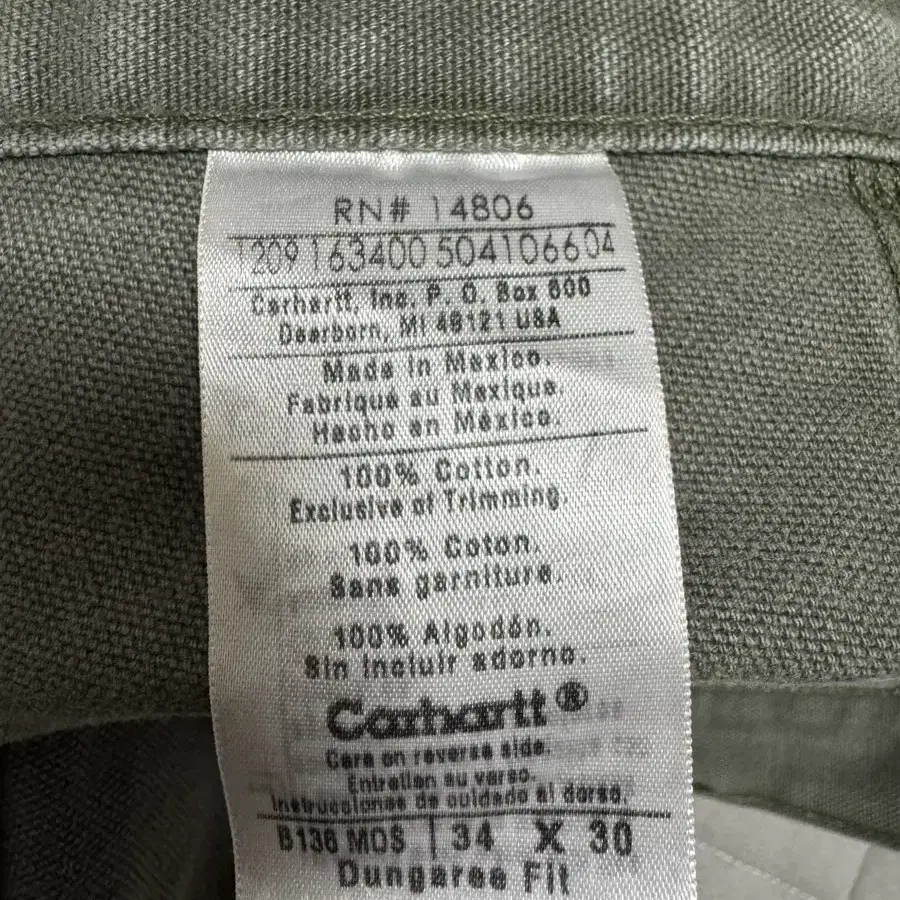 RN# 14806
1209163400 5041066 04
Carhartt, Inc. P. O. Box 600
Dearborn, MI 48121 USA
Made in Mexico.
Fabriqué au Mexique.
Hecho en México.
100% Cotton.
Exclusive of Trimming.
100% Coton.
Sans garniture.
100% Algodón.
Sin incluir adorno.
Carhartt®
Care on reverse side.
Entretien au verso.
Instrucciones de cuidado al dorso.
B136 MOS | 34 X 30
Dungaree Fit